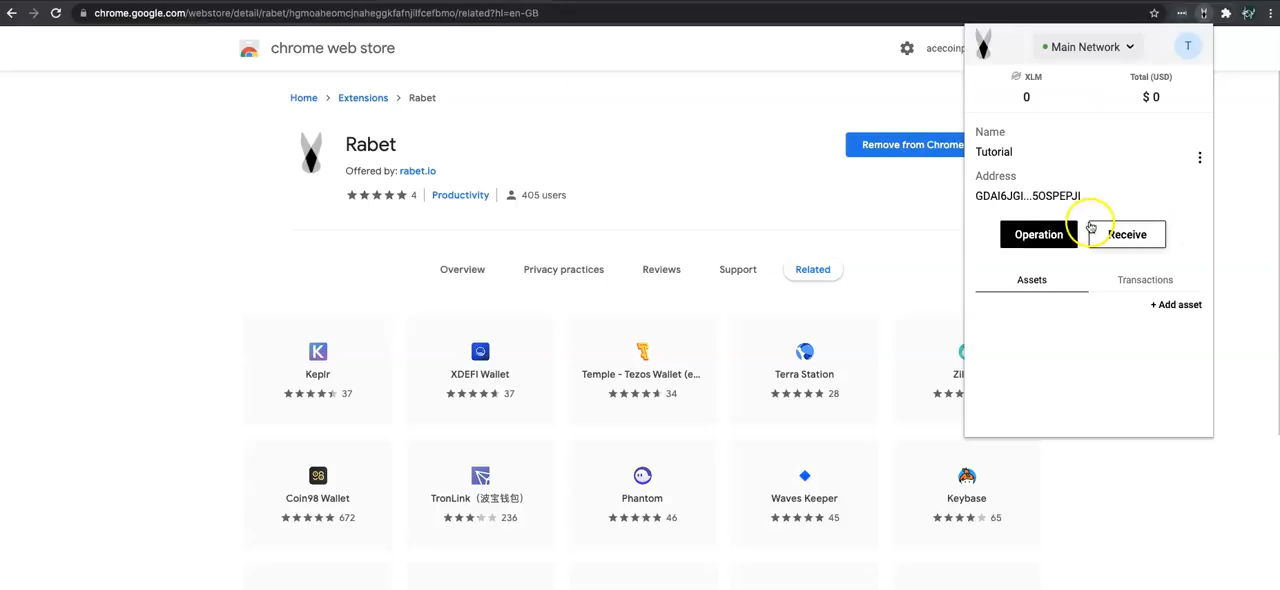 chrome.google.com/webstore/detail/rabet/hgmoaheomcjnaheggkfafnjilfcefbmo/related?hl=en-GB
chrome web store
acecoinp
Home > Extensions > Rabet
Rabet
Offered by: rabet.io
4
Productivity
405 users
Remove from Chrome
Overview
Privacy practices
Reviews
Support
Related
Keplr
37
XDEFI Wallet
37
Temple - Tezos Wallet (e...
34
Terra Station
28
Zil
Coin98 Wallet
672
TronLink（波宝钱包）
236
Phantom
46
Waves Keeper
45
Keybase
65
Main Network
T
XLM
0
Total (USD)
$ 0
Name
Tutorial
Address
GDAI6JGI...5OSPEPJI
Operation
Receive
Assets
Transactions
+ Add asset